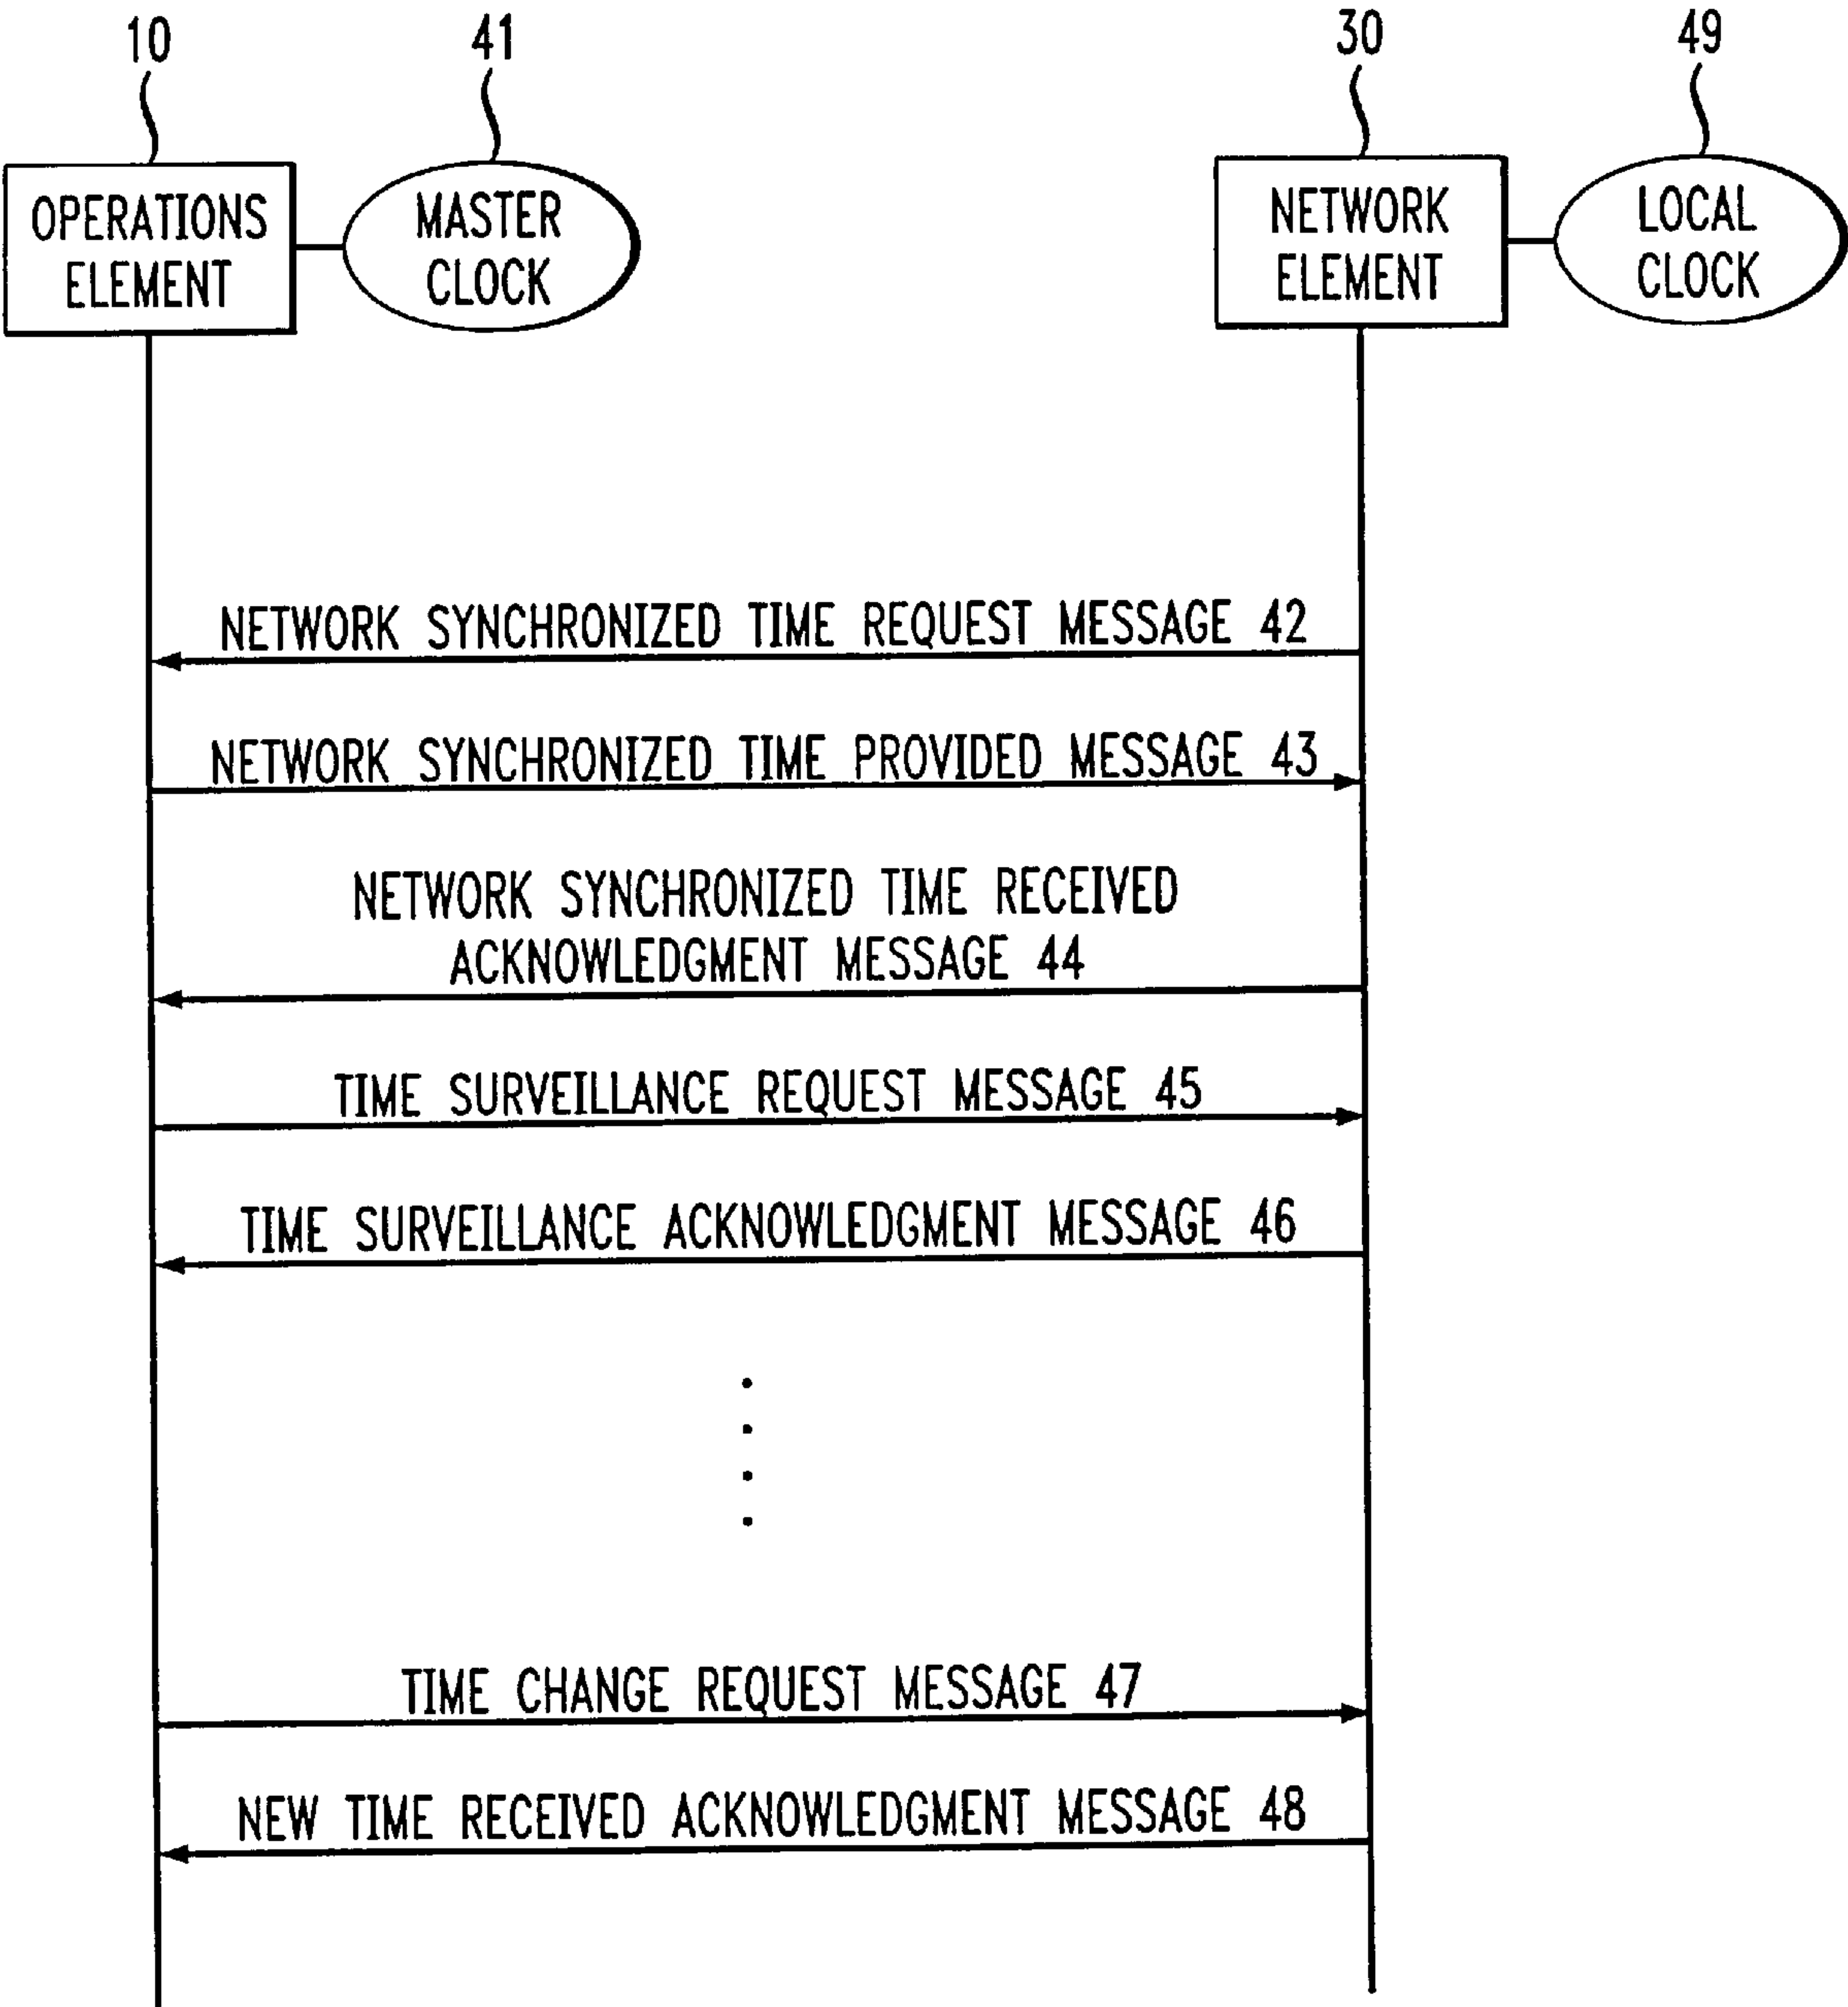 10
41
30
49
OPERATIONS
ELEMENT
MASTER
CLOCK
NETWORK
ELEMENT
LOCAL
CLOCK
NETWORK SYNCHRONIZED TIME REQUEST MESSAGE 42
NETWORK SYNCHRONIZED TIME PROVIDED MESSAGE 43
NETWORK SYNCHRONIZED TIME RECEIVED
ACKNOWLEDGMENT MESSAGE 44
TIME SURVEILLANCE REQUEST MESSAGE 45
TIME SURVEILLANCE ACKNOWLEDGMENT MESSAGE 46
TIME CHANGE REQUEST MESSAGE 47
NEW TIME RECEIVED ACKNOWLEDGMENT MESSAGE 48